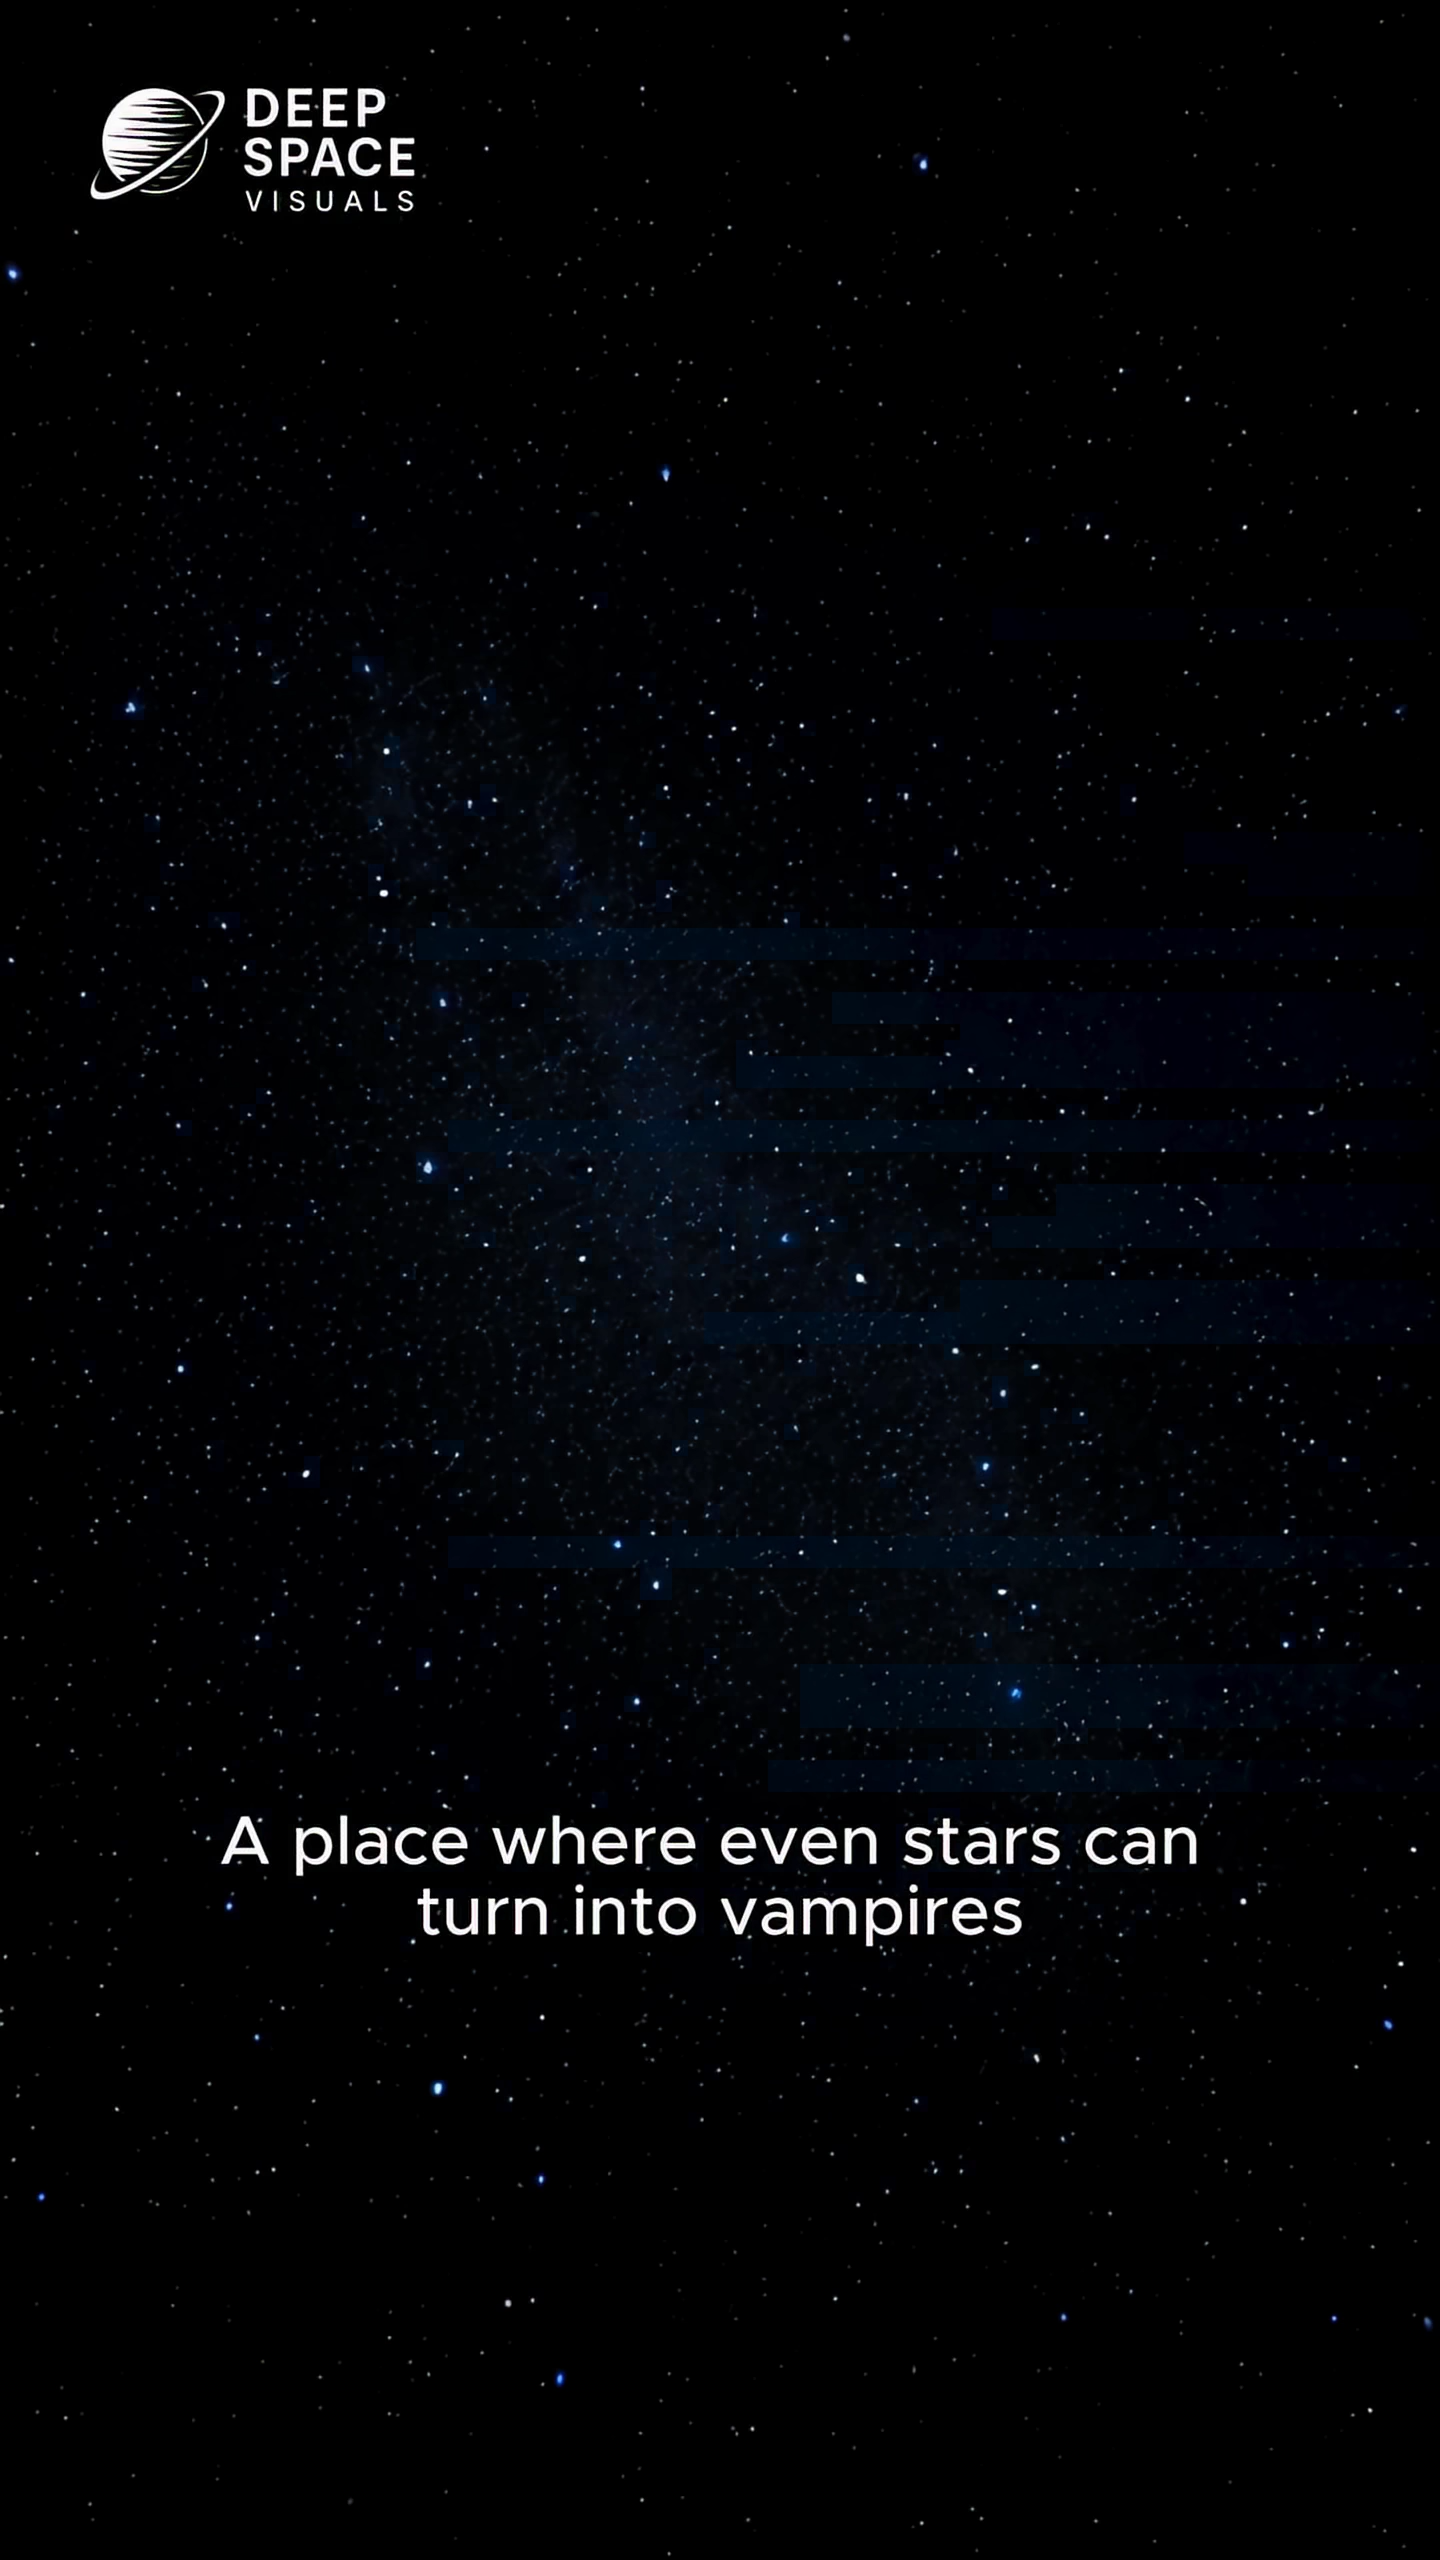 DEEP
SPACE
VISUALS
A place where even stars can
turn into vampires